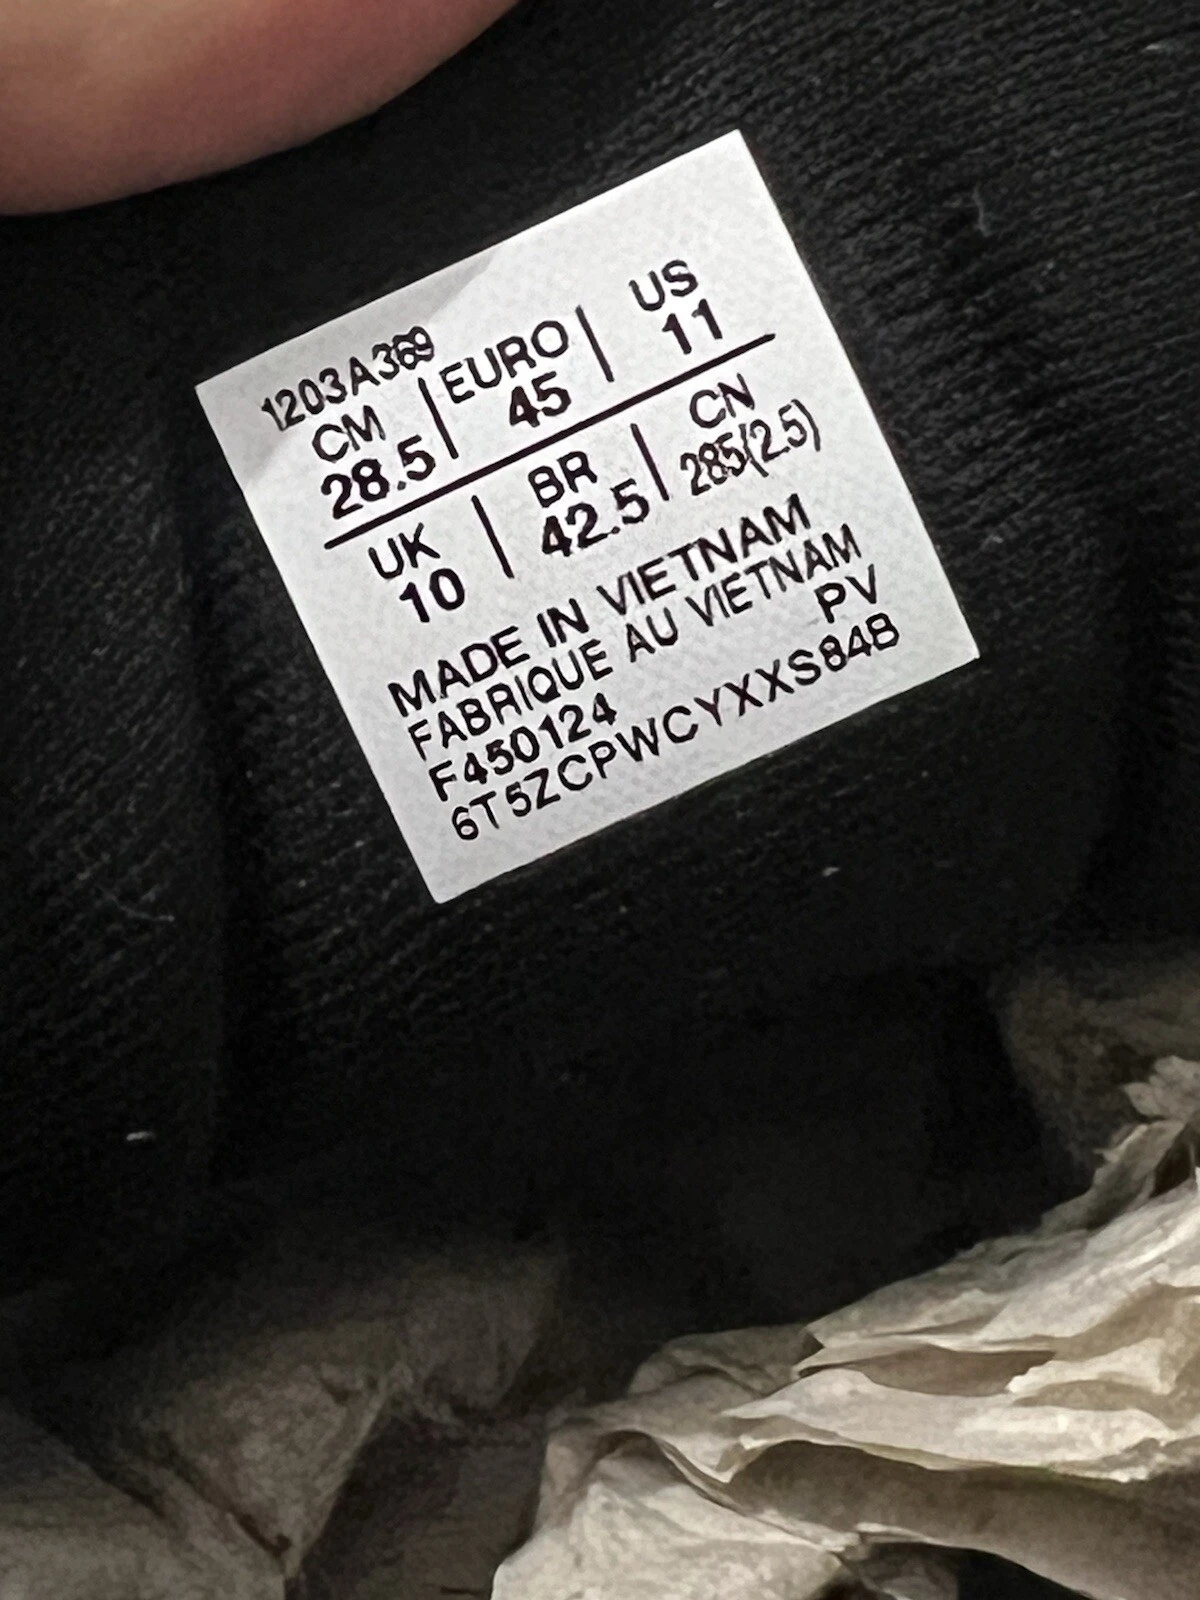 1203A369
CM | EURO | US
28.5 | 45 | 11
UK | BR | CN
10 | 42.5 | 285(2.5)
MADE IN VIETNAM
FABRIQUE AU VIETNAM
F450124 PV
6T5ZCPWCYXXS84B